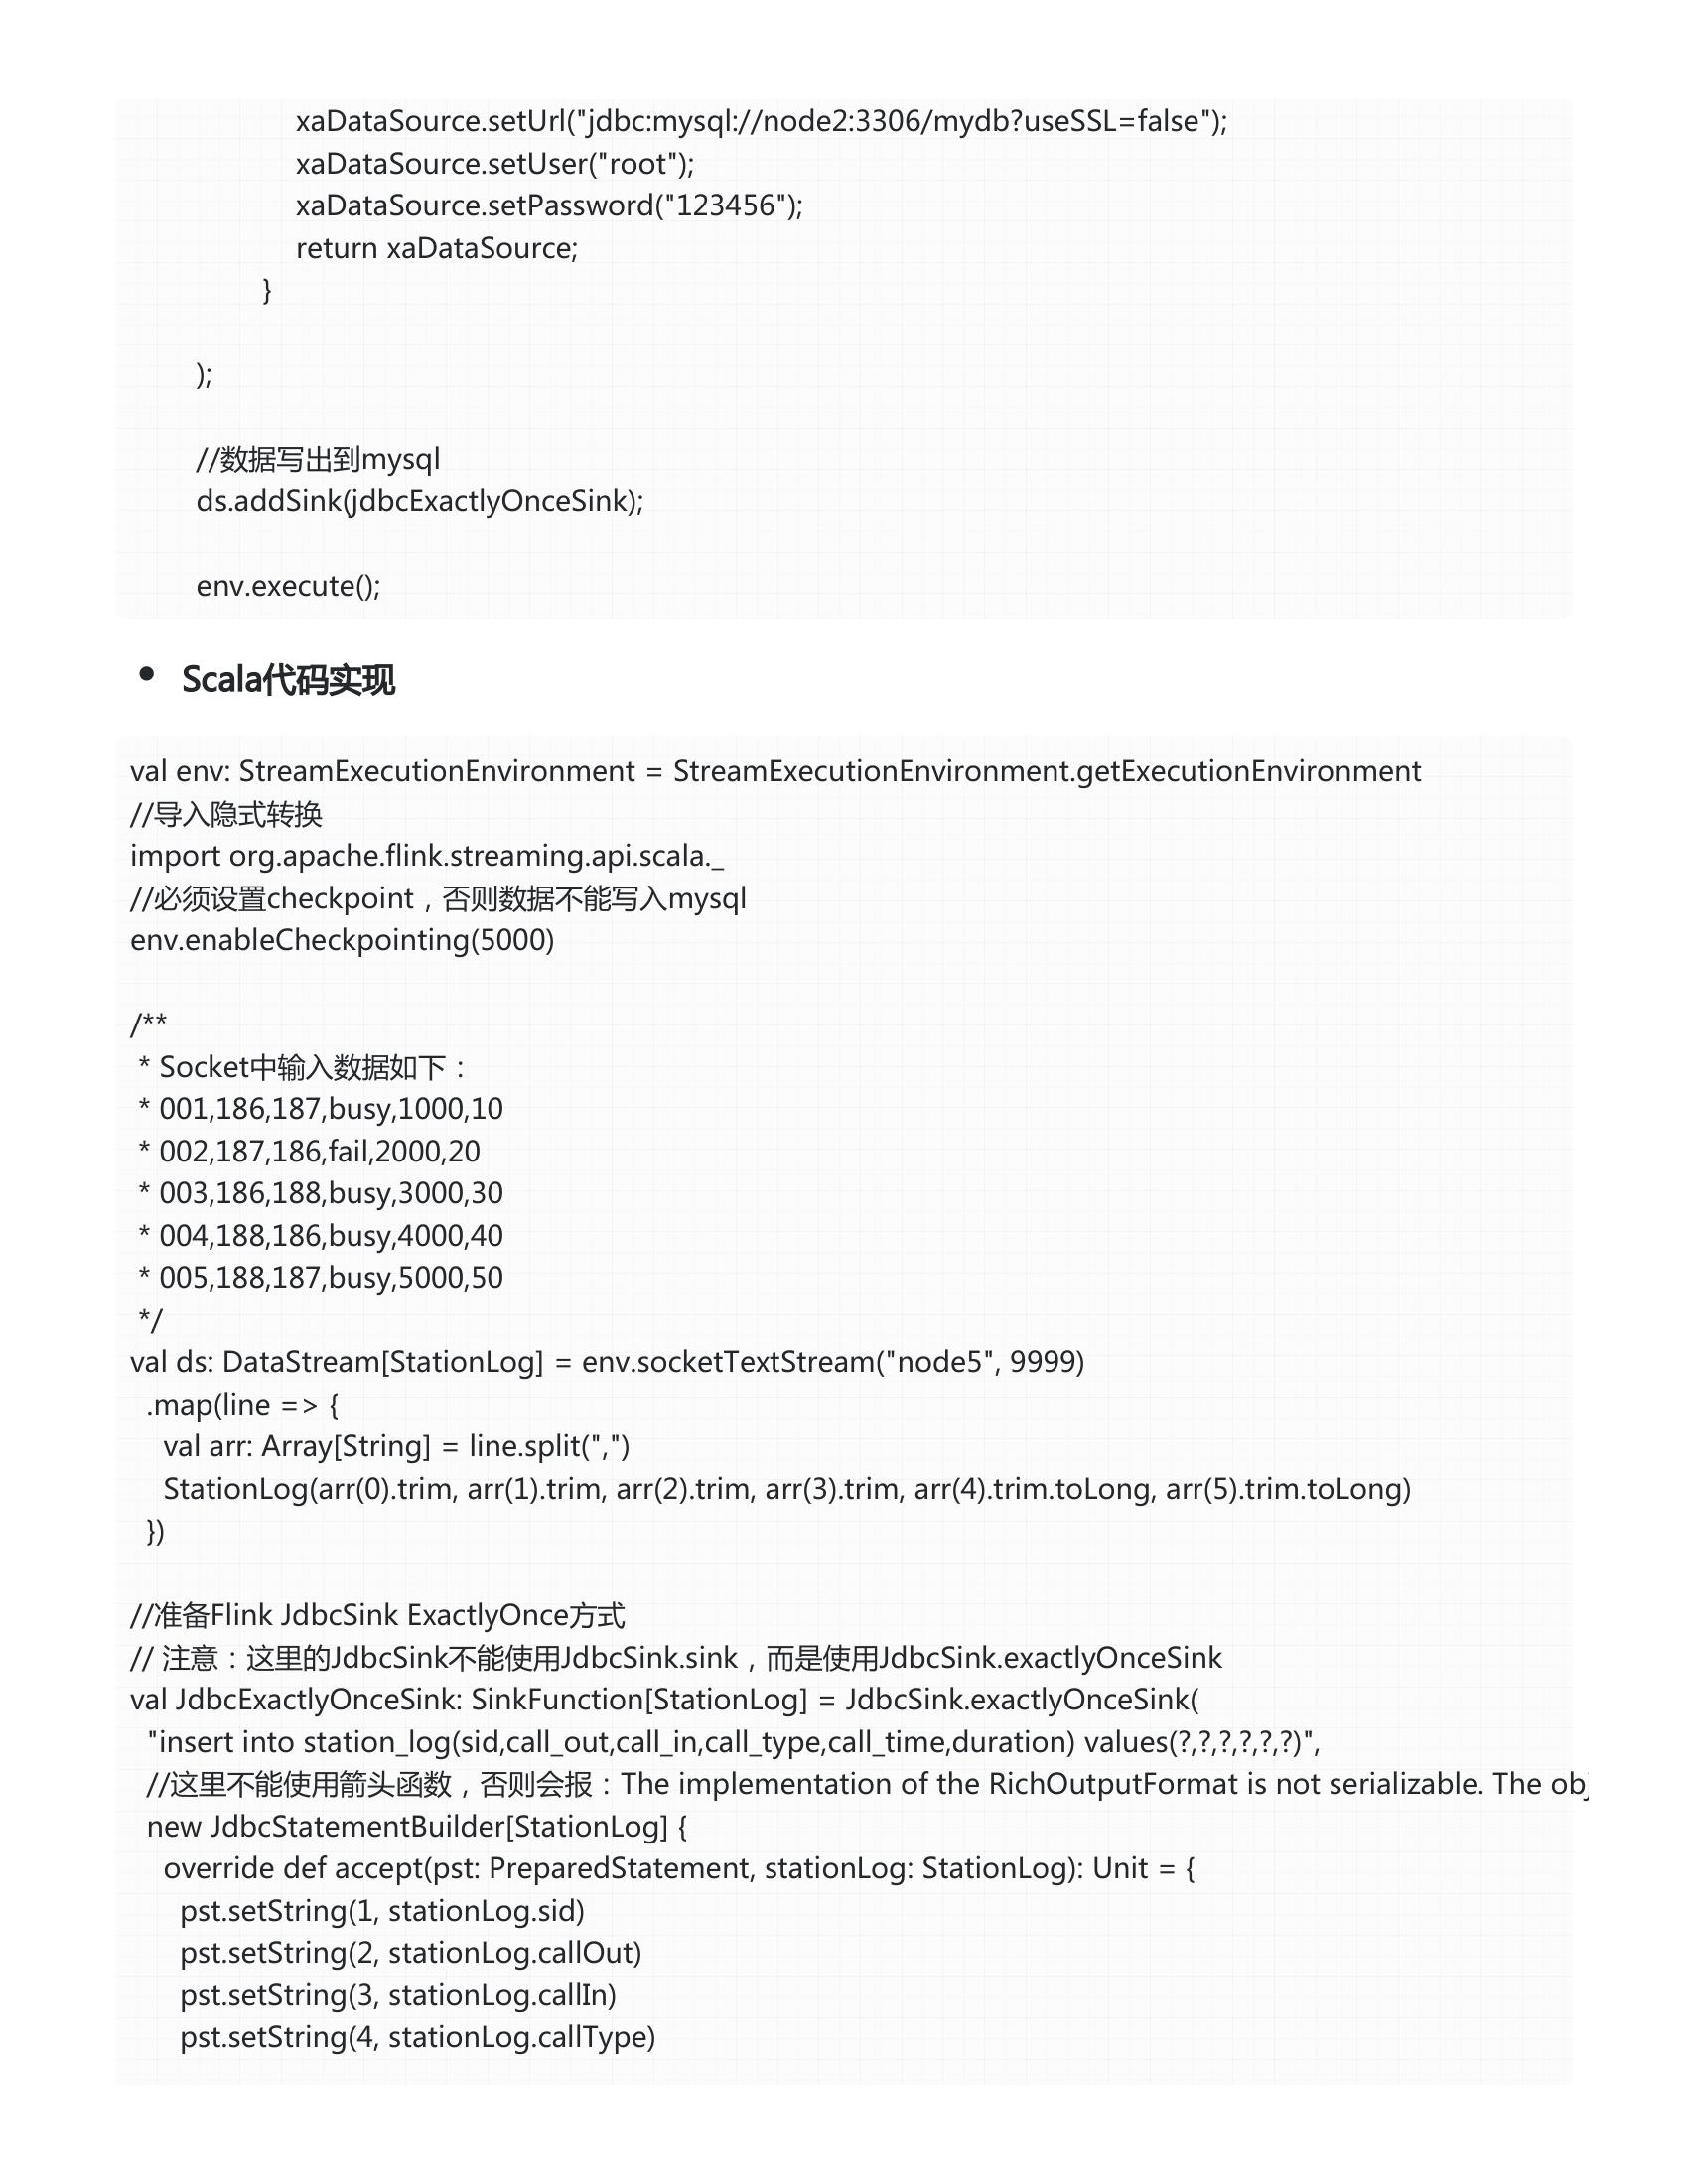 xaDataSource.setUrl("jdbc:mysql://node2:3306/mydb?useSSL=false");
xaDataSource.setUser("root");
xaDataSource.setPassword("123456");
return xaDataSource;
}
);
//数据写出到mysql
ds.addSink(jdbcExactlyOnceSink);
env.execute();
• Scala代码实现
val env: StreamExecutionEnvironment = StreamExecutionEnvironment.getExecutionEnvironment
//导入隐式转换
import org.apache.flink.streaming.api.scala._
//必须设置checkpoint，否则数据不能写入mysql
env.enableCheckpointing(5000)
/**
* Socket中输入数据如下：
* 001,186,187,busy,1000,10
* 002,187,186,fail,2000,20
* 003,186,188,busy,3000,30
* 004,188,186,busy,4000,40
* 005,188,187,busy,5000,50
*/
val ds: DataStream[StationLog] = env.socketTextStream("node5", 9999)
.map(line => {
val arr: Array[String] = line.split(",")
StationLog(arr(0).trim, arr(1).trim, arr(2).trim, arr(3).trim, arr(4).trim.toLong, arr(5).trim.toLong)
})
//准备Flink JdbcSink ExactlyOnce方式
// 注意：这里的JdbcSink不能使用JdbcSink.sink，而是使用JdbcSink.exactlyOnceSink
val JdbcExactlyOnceSink: SinkFunction[StationLog] = JdbcSink.exactlyOnceSink(
"insert into station_log(sid,call_out,call_in,call_type,call_time,duration) values(?,?,?,?,?,?)",
//这里不能使用箭头函数，否则会报：The implementation of the RichOutputFormat is not serializable. The obj
new JdbcStatementBuilder[StationLog] {
override def accept(pst: PreparedStatement, stationLog: StationLog): Unit = {
pst.setString(1, stationLog.sid)
pst.setString(2, stationLog.callOut)
pst.setString(3, stationLog.callIn)
pst.setString(4, stationLog.callType)